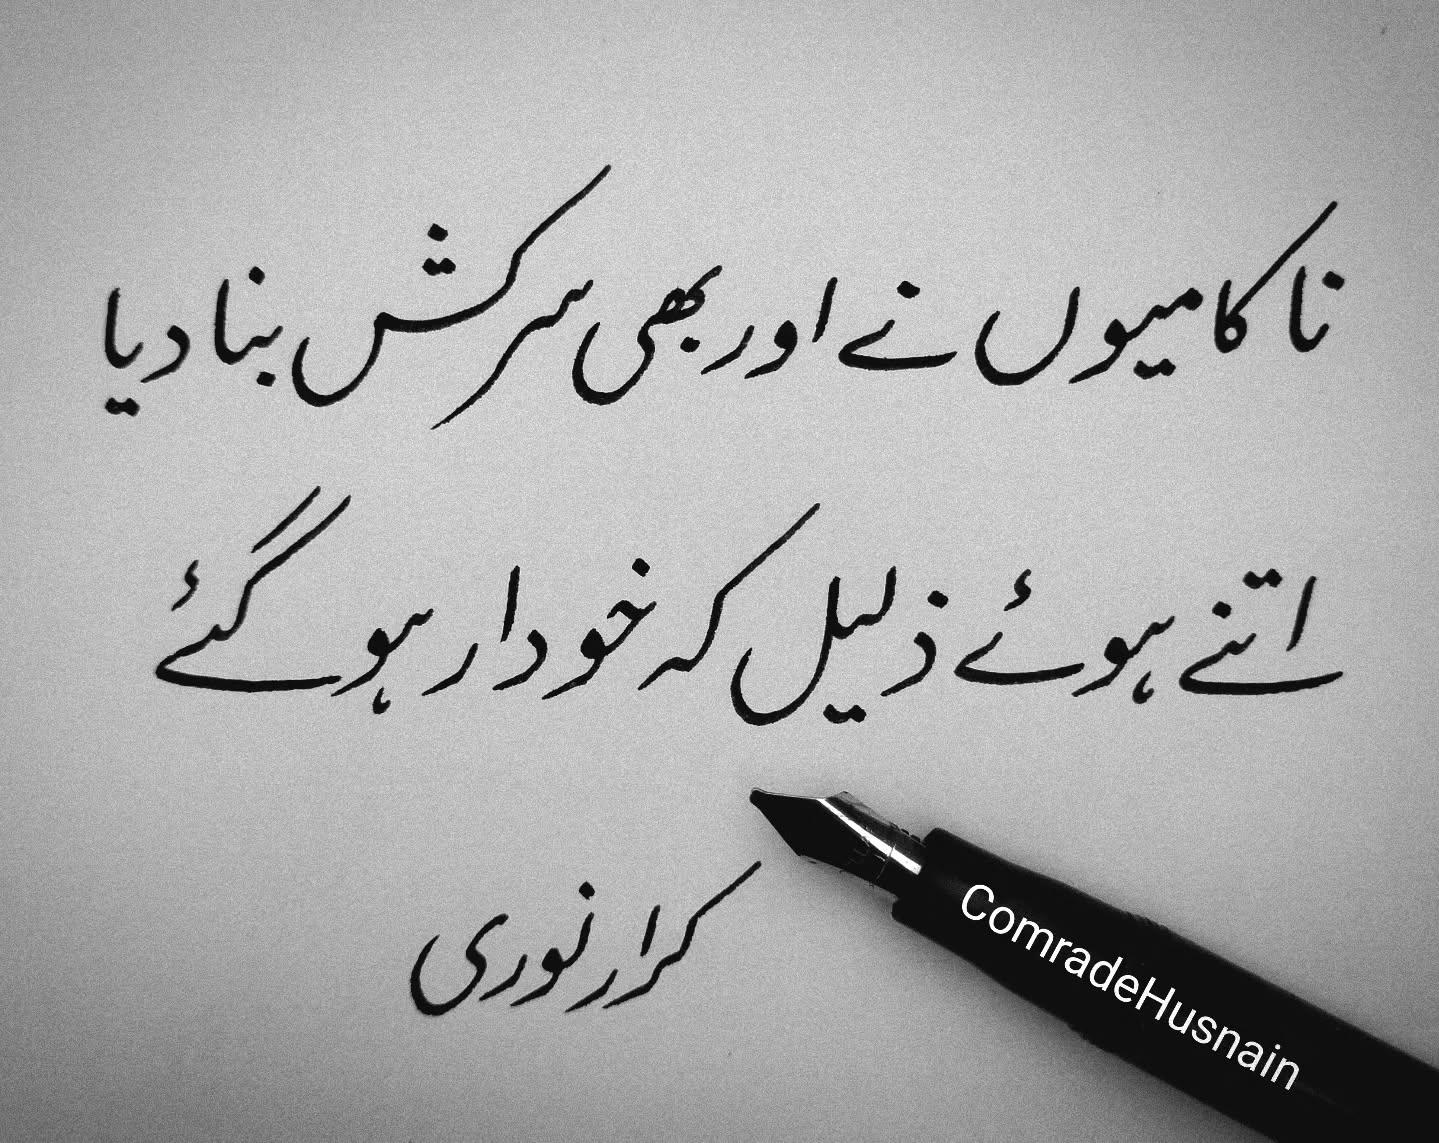 ناکامیوں نے اور بھی سرکش بنا دیا
اتنے ہوئے ذلیل کہ خوددار ہو گئے
کرار نوری
ComradeHusnain